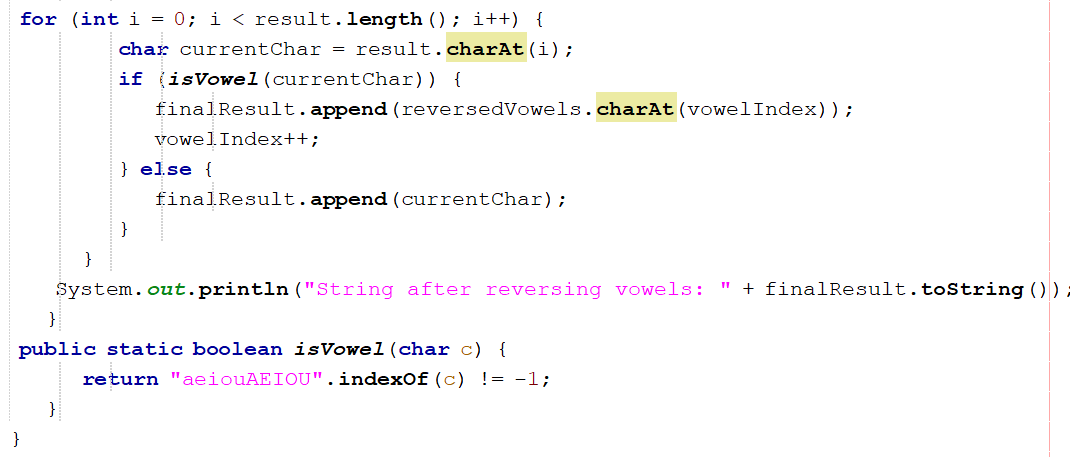 for (int i = 0; i < result.length(); i++) {
char currentChar = result.charAt(i);
if (isVowel(currentChar)) {
finalResult.append(reversedVowels.charAt(vowelIndex));
vowelIndex++;
} else {
finalResult.append(currentChar);
}
}
System.out.println("String after reversing vowels: " + finalResult.toString());
}
public static boolean isVowel(char c) {
return "aeiouAEIOU".indexOf(c) != -1;
}
}